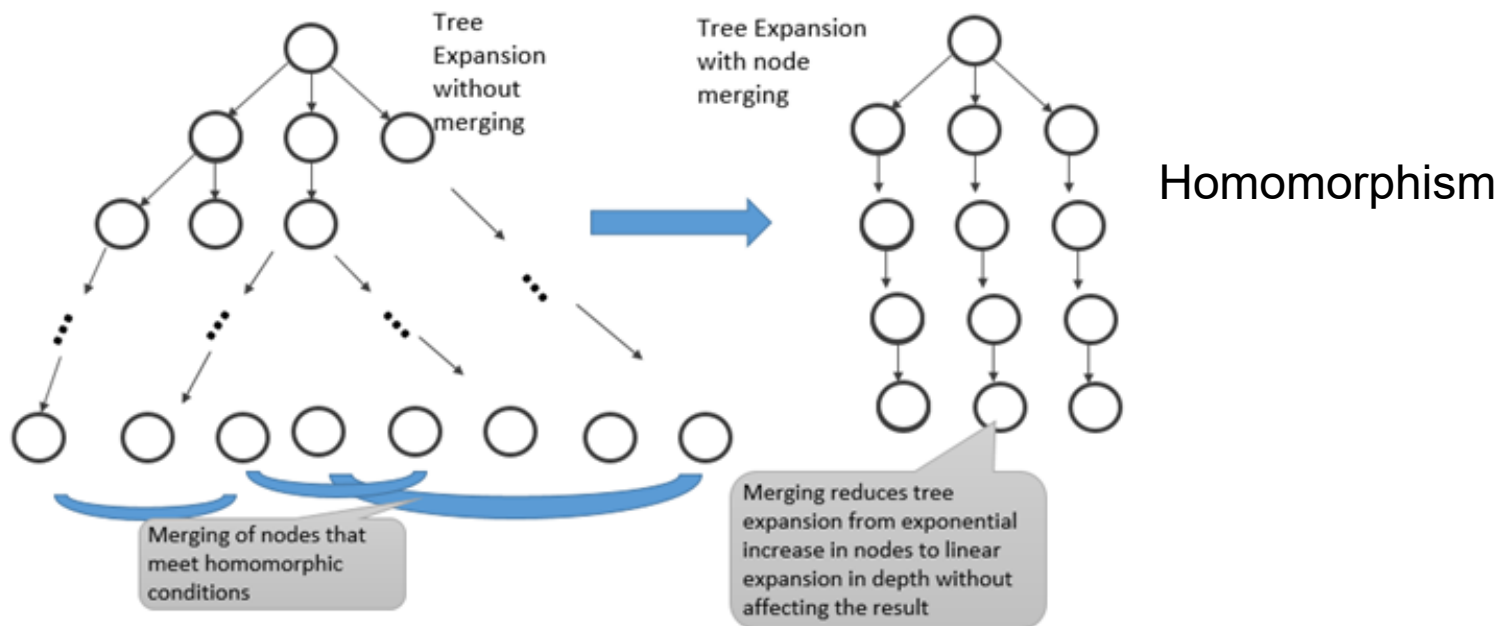 Tree
Expansion
without
merging
Tree Expansion
with node
merging
Homomorphism
Merging of nodes that
meet homomorphic
conditions
Merging reduces tree
expansion from exponential
increase in nodes to linear
expansion in depth without
affecting the result